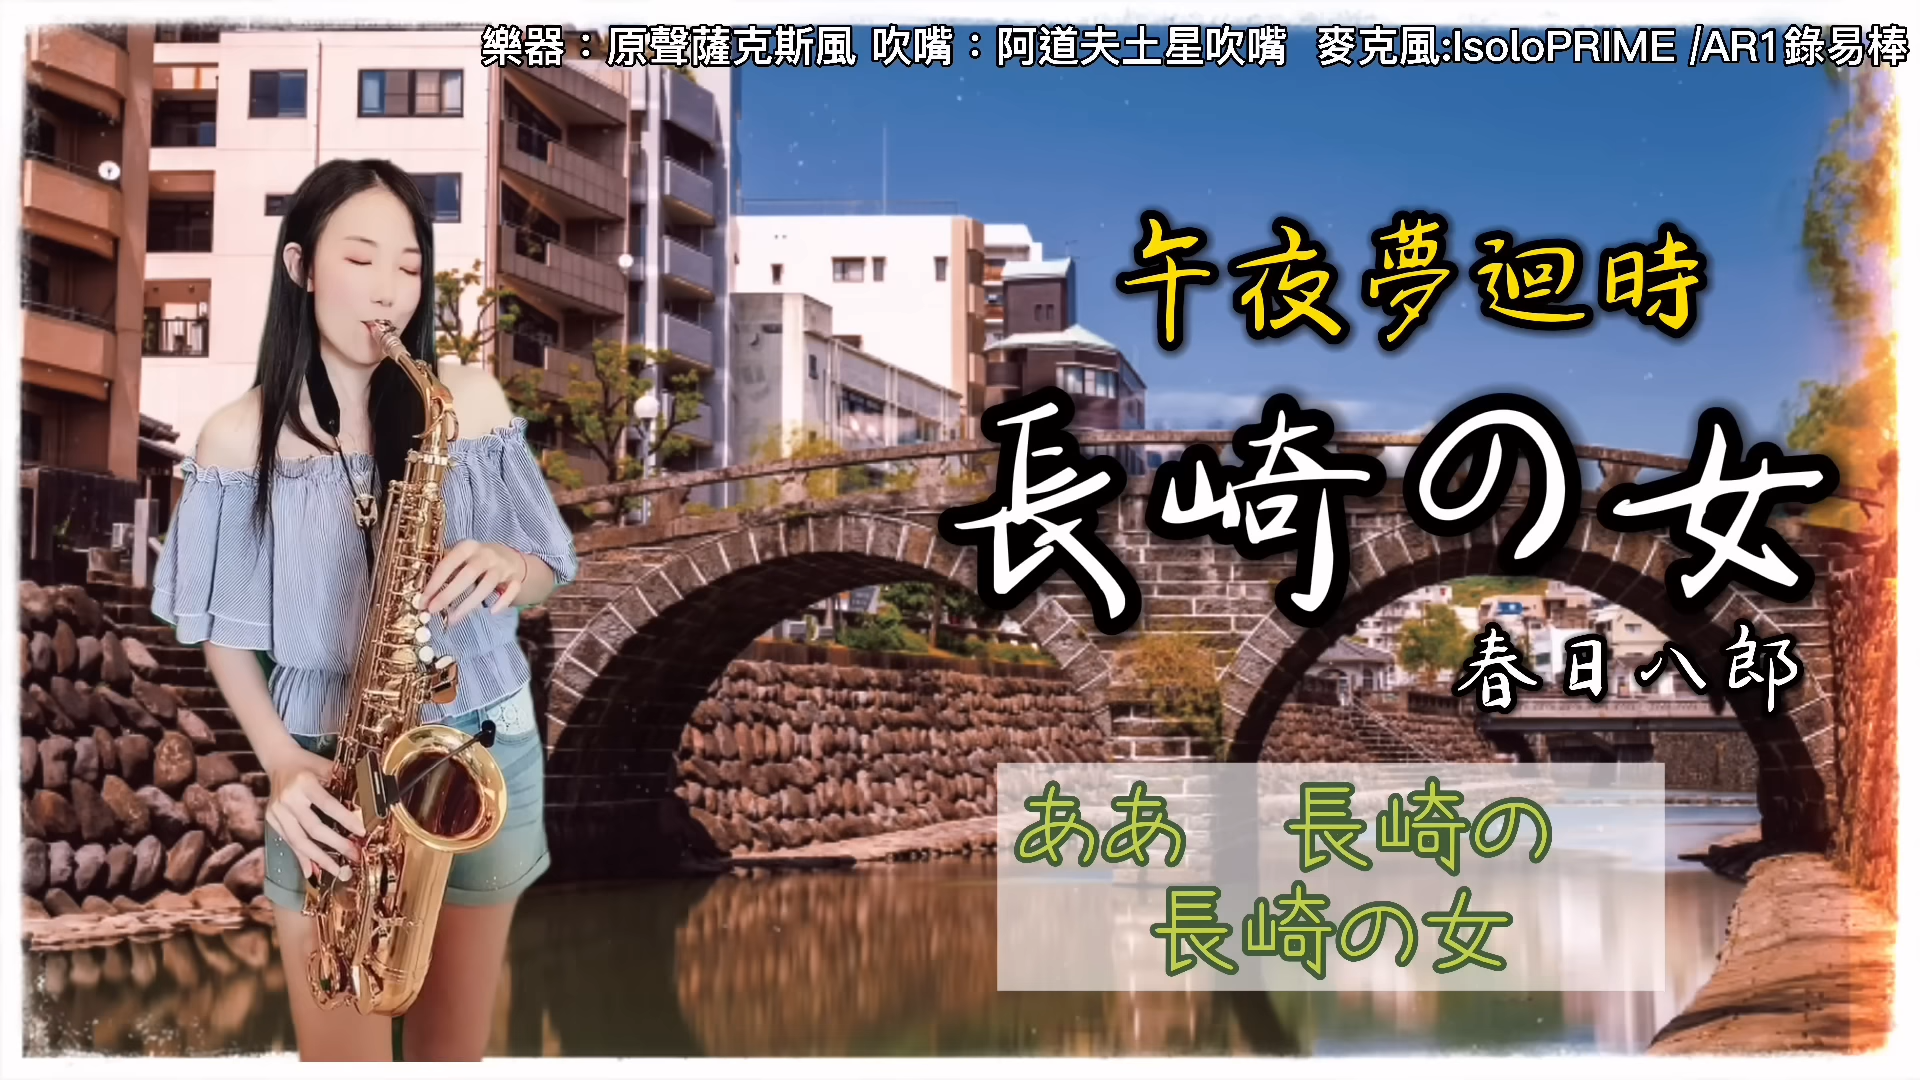 樂器：原聲薩克斯風 吹嘴：阿道夫土星吹嘴 麥克風:IsoloPRIME /AR1錄易棒
午夜夢迴時
長崎の女
春日八郎
ああ 長崎の
長崎の女